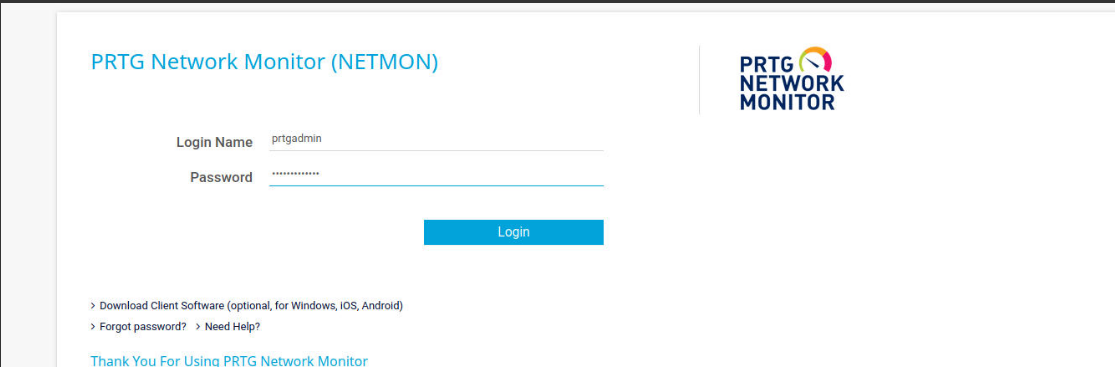 PRTG Network Monitor (NETMON)
PRTG
NETWORK
MONITOR
Login Name prtgadmin
Password •••••••••••••
Login
> Download Client Software (optional, for Windows, iOS, Android)
> Forgot password? > Need Help?
Thank You For Using PRTG Network Monitor